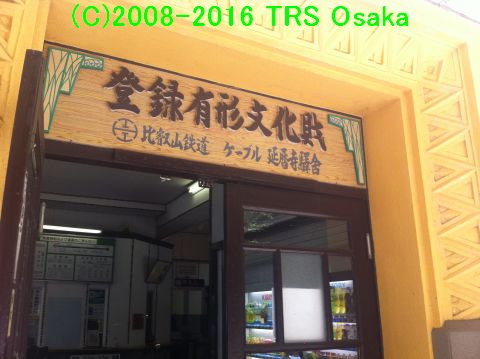 (C)2008-2016 TRS Osaka
登録有形文化財
比叡山鉄道 ケーブル 延暦寺驛舎